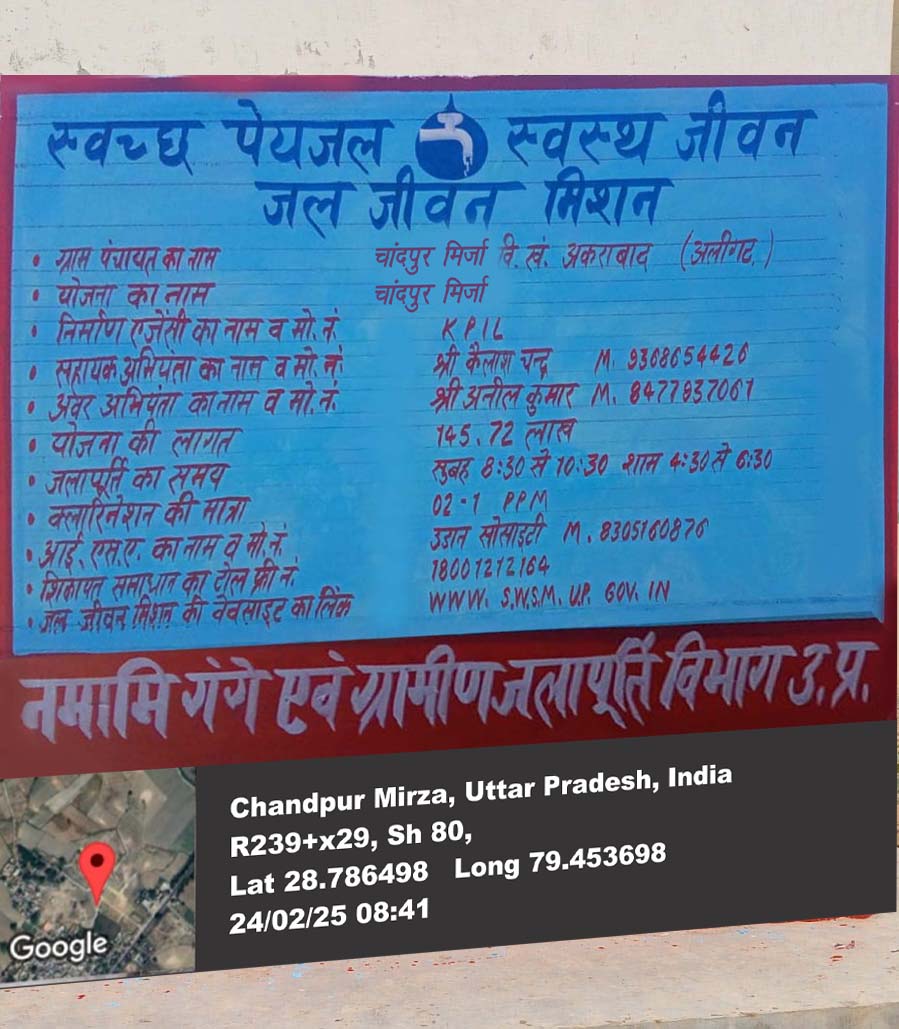 स्वच्छ पेयजल स्वस्थ जीवन
जल जीवन मिशन
• ग्राम पंचायत का नाम चांदपुर मिर्जा वि. खं. अकराबाद (अलीगढ़)
• योजना का नाम चांदपुर मिर्जा
• निर्माण एजेंसी का नाम व मो. नं. KPIL
• सहायक अभियंता का नाम व मो. नं. श्री कैलाश चन्द्र M. 9368654426
• अवर अभियंता का नाम व मो. नं. श्री अनील कुमार M. 8477937061
• योजना की लागत 145.72 लाख
• जलापूर्ति का समय सुबह 8:30 से 10:30 शाम 4:30 से 6:30
• क्लारिनेशन की मात्रा 02-1 PPM
• आई. एस.ए. का नाम व मो. नं. उडान सोसाइटी M. 8305160876
• शिकायत समाधान का टोल फ्री नं. 18001212164
• जल जीवन मिशन की वेवसाइट का लिंक WWW. S.W.S.M. U.P. GOV. IN
नमामि गंगे एवं ग्रामीण जलापूर्ति विभाग उ. प्र.
Chandpur Mirza, Uttar Pradesh, India
R239+x29, Sh 80,
Lat 28.786498 Long 79.453698
24/02/25 08:41
Google